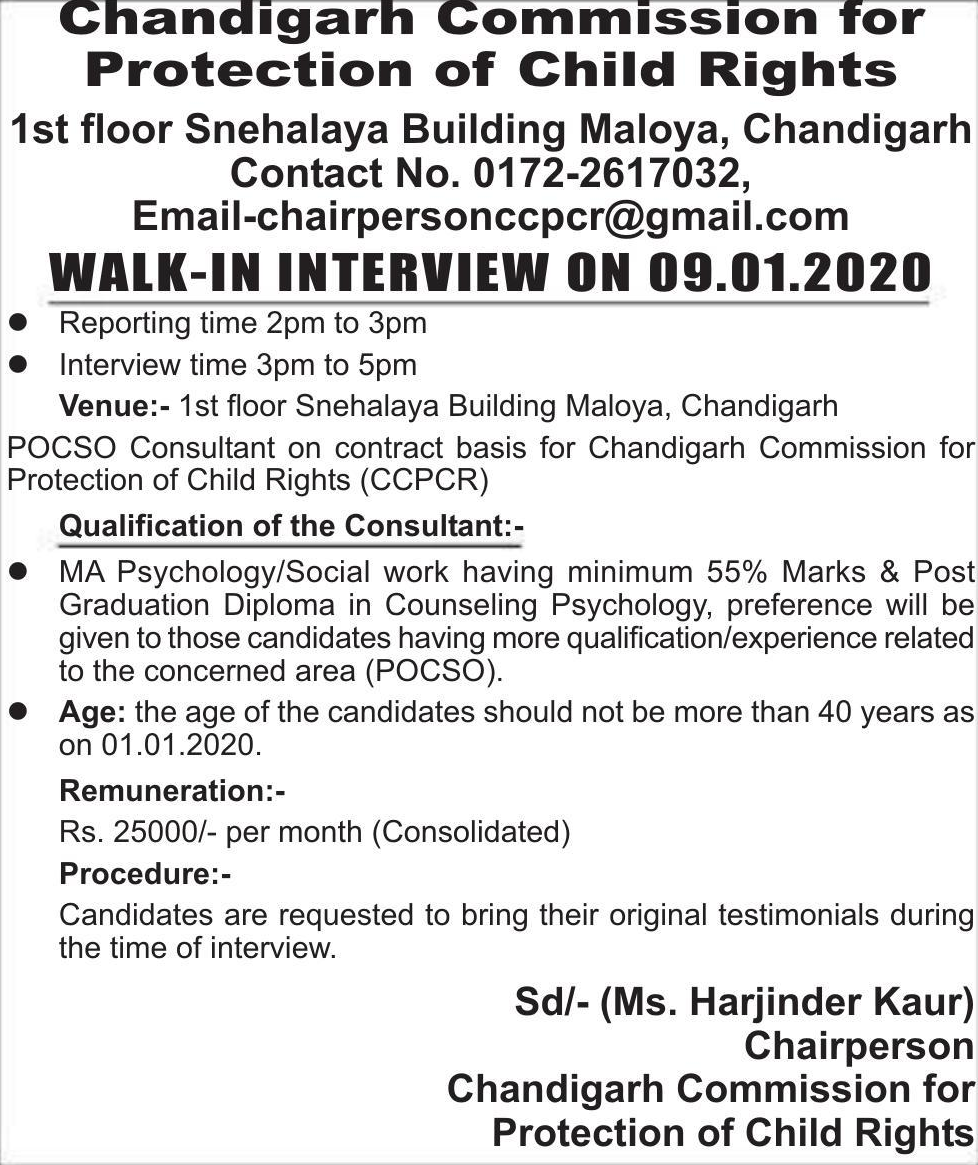 Chandigarh Commission for
Protection of Child Rights
1st floor Snehalaya Building Maloya, Chandigarh
Contact No. 0172-2617032,
Email-chairpersonccpcr@gmail.com
WALK-IN INTERVIEW ON 09.01.2020
● Reporting time 2pm to 3pm
● Interview time 3pm to 5pm
Venue:- 1st floor Snehalaya Building Maloya, Chandigarh
POCSO Consultant on contract basis for Chandigarh Commission for
Protection of Child Rights (CCPCR)
Qualification of the Consultant:-
● MA Psychology/Social work having minimum 55% Marks & Post
Graduation Diploma in Counseling Psychology, preference will be
given to those candidates having more qualification/experience related
to the concerned area (POCSO).
● Age: the age of the candidates should not be more than 40 years as
on 01.01.2020.
Remuneration:-
Rs. 25000/- per month (Consolidated)
Procedure:-
Candidates are requested to bring their original testimonials during
the time of interview.
Sd/- (Ms. Harjinder Kaur)
Chairperson
Chandigarh Commission for
Protection of Child Rights